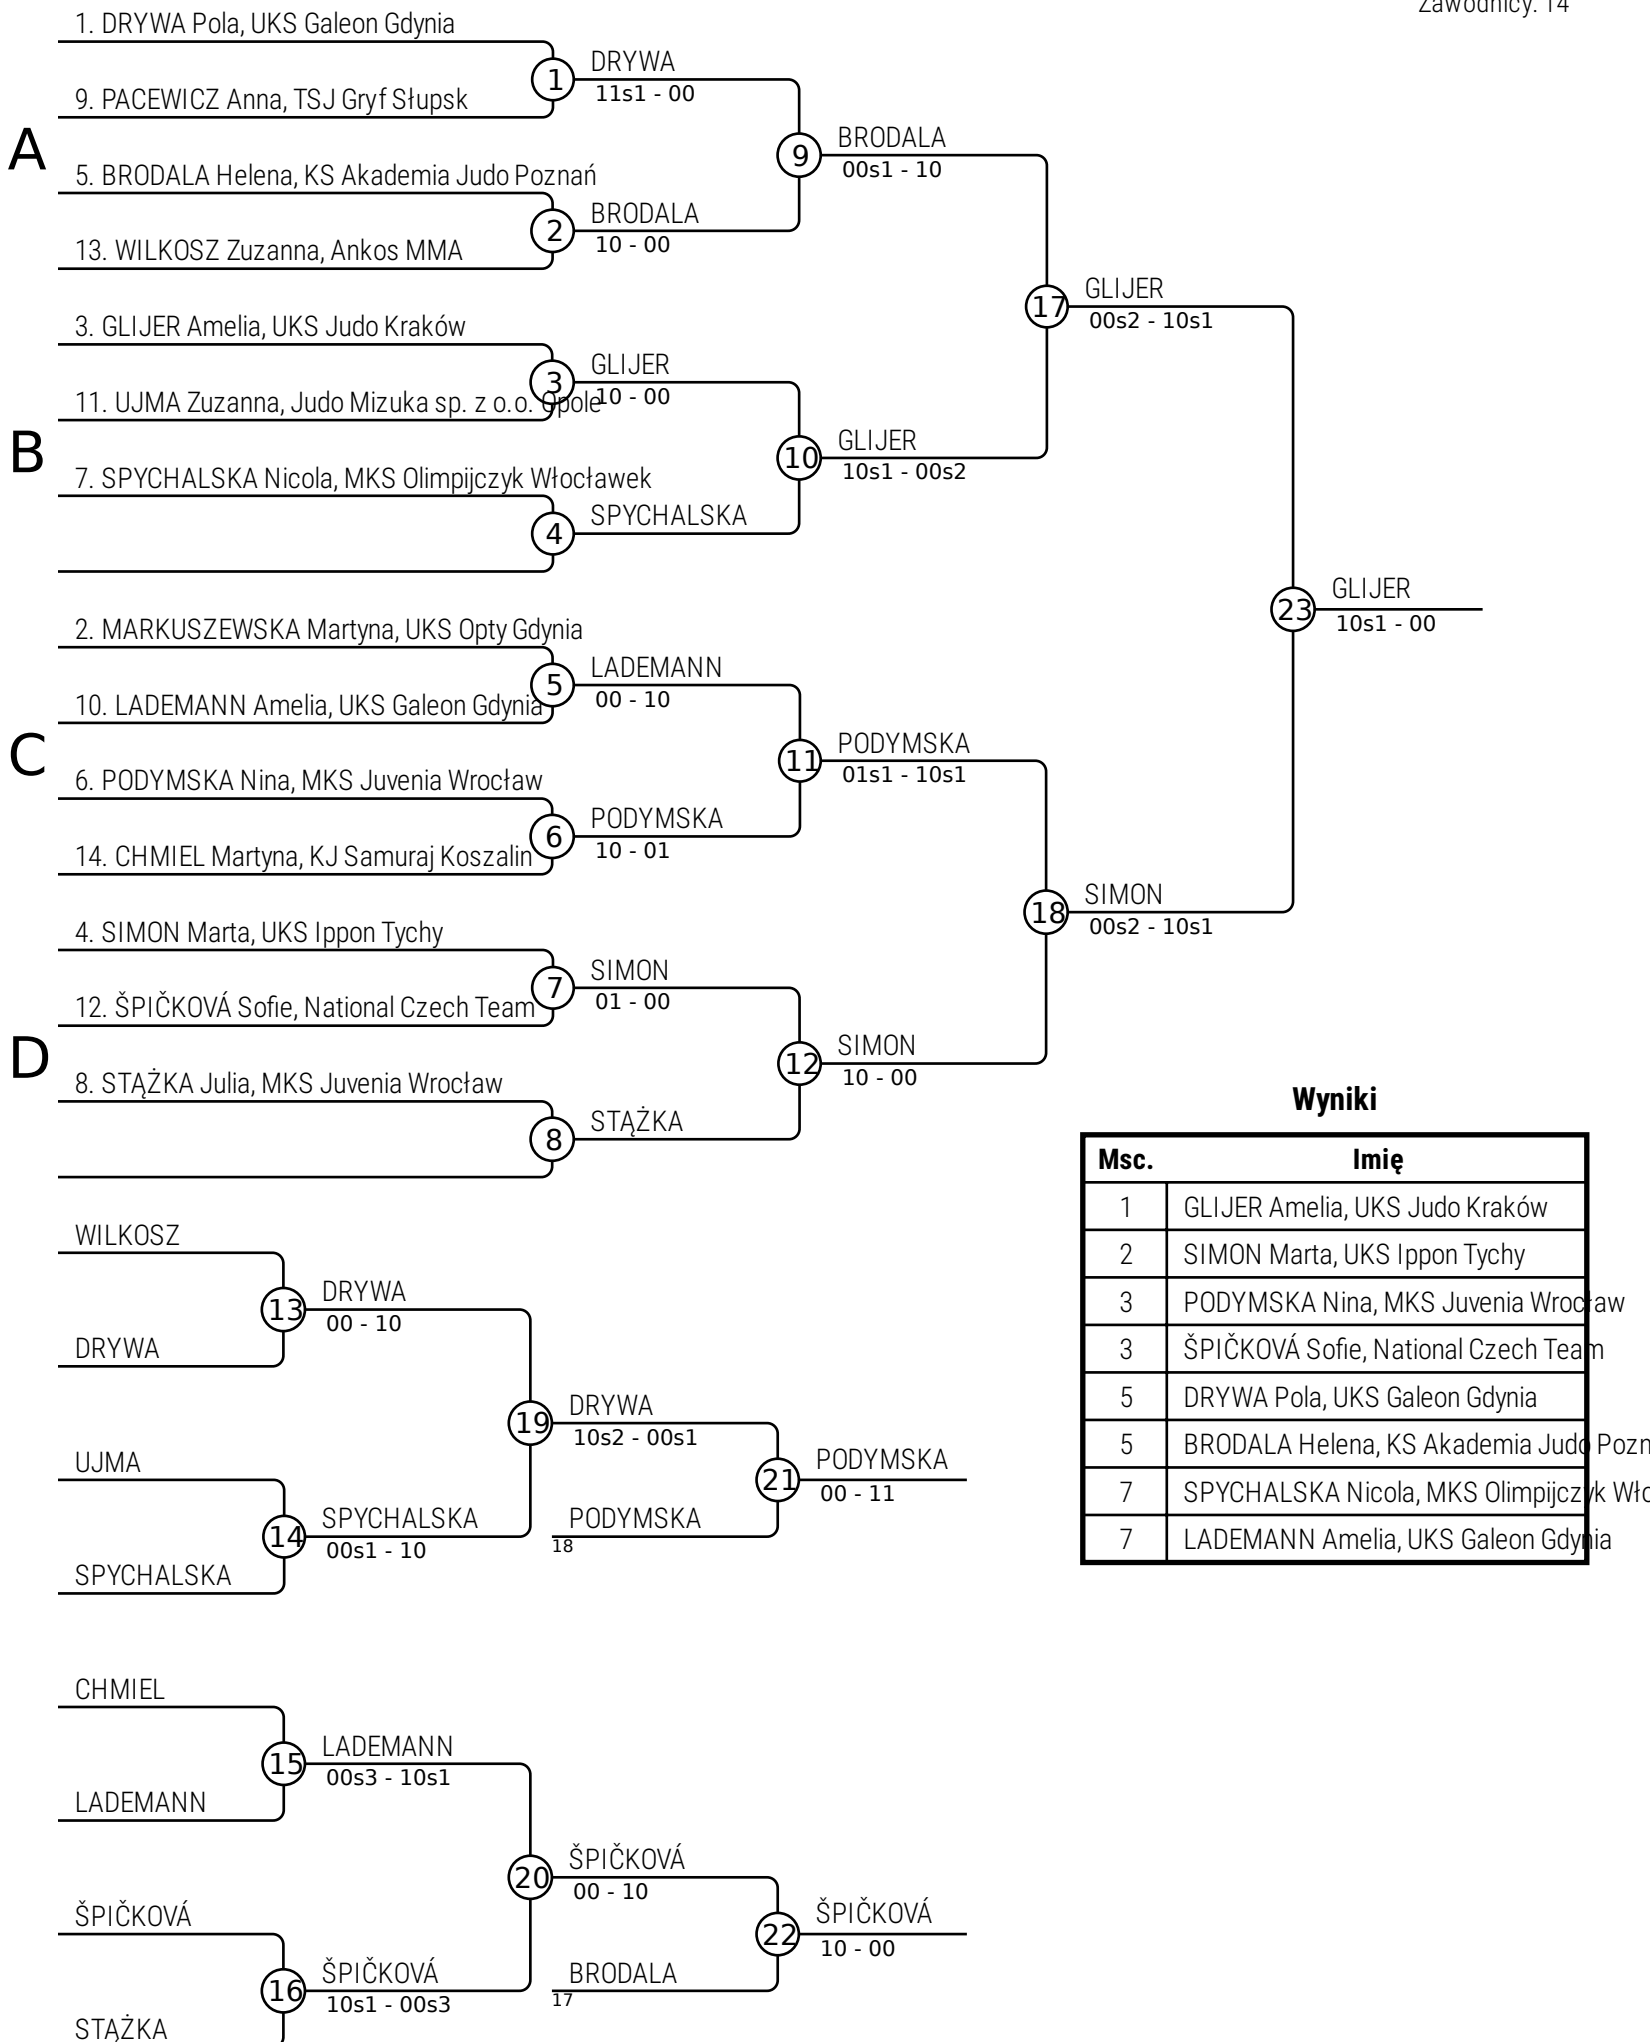 Zawodnicy: 14
1. DRYWA Pola, UKS Galeon Gdynia
1
DRYWA
11s1 - 00
9. PACEWICZ Anna, TSJ Gryf Słupsk
A
9
BRODALA
00s1 - 10
5. BRODALA Helena, KS Akademia Judo Poznań
2
BRODALA
10 - 00
13. WILKOSZ Zuzanna, Ankos MMA
17
GLIJER
00s2 - 10s1
3. GLIJER Amelia, UKS Judo Kraków
3
GLIJER
10 - 00
11. UJMA Zuzanna, Judo Mizuka sp. z o.o. Opole
B
10
GLIJER
10s1 - 00s2
7. SPYCHALSKA Nicola, MKS Olimpijczyk Włocławek
4
SPYCHALSKA
23
GLIJER
10s1 - 00
2. MARKUSZEWSKA Martyna, UKS Opty Gdynia
5
LADEMANN
00 - 10
10. LADEMANN Amelia, UKS Galeon Gdynia
C
11
PODYMSKA
01s1 - 10s1
6. PODYMSKA Nina, MKS Juvenia Wrocław
6
PODYMSKA
10 - 01
14. CHMIEL Martyna, KJ Samuraj Koszalin
18
SIMON
00s2 - 10s1
4. SIMON Marta, UKS Ippon Tychy
7
SIMON
01 - 00
12. ŠPIČKOVÁ Sofie, National Czech Team
D
12
SIMON
10 - 00
8. STĄŻKA Julia, MKS Juvenia Wrocław
8
STĄŻKA
Wyniki
Msc. Imię
1 GLIJER Amelia, UKS Judo Kraków
2 SIMON Marta, UKS Ippon Tychy
3 PODYMSKA Nina, MKS Juvenia Wrocław
3 ŠPIČKOVÁ Sofie, National Czech Team
5 DRYWA Pola, UKS Galeon Gdynia
5 BRODALA Helena, KS Akademia Judo Pozn
7 SPYCHALSKA Nicola, MKS Olimpijczyk Wło
7 LADEMANN Amelia, UKS Galeon Gdynia
WILKOSZ
13
DRYWA
00 - 10
DRYWA
19
DRYWA
10s2 - 00s1
UJMA
14
SPYCHALSKA
00s1 - 10
SPYCHALSKA
21
PODYMSKA
00 - 11
PODYMSKA
18
CHMIEL
15
LADEMANN
00s3 - 10s1
LADEMANN
20
ŠPIČKOVÁ
00 - 10
ŠPIČKOVÁ
16
ŠPIČKOVÁ
10s1 - 00s3
STĄŻKA
22
ŠPIČKOVÁ
10 - 00
BRODALA
17